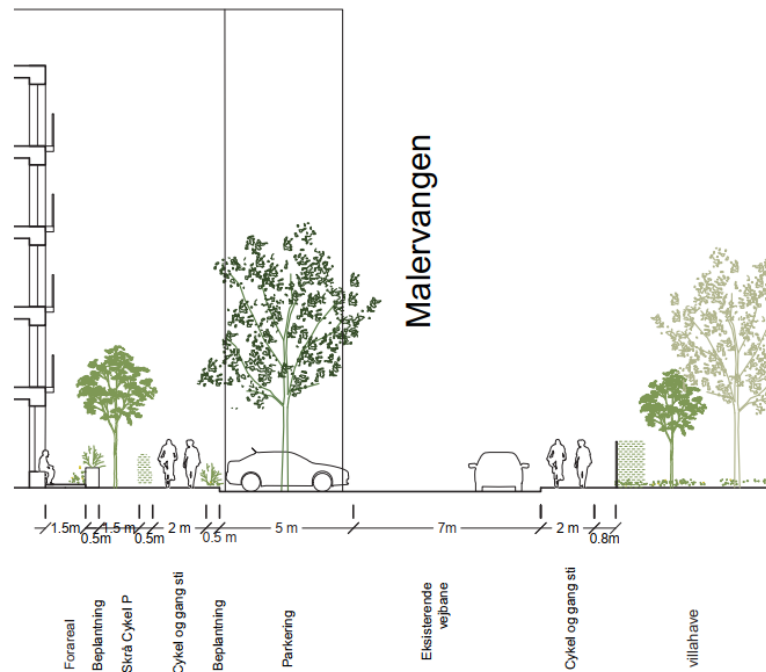 Malervangen
1.5m
0.5m
1.5 m
0.5m
2 m
0.5 m
5 m
7m
2 m
0.8m
Forareal
Beplantning
Skrå Cykel P
Cykel og gang sti
Beplantning
Parkering
Eksisterende
vejbane
Cykel og gang sti
villahave